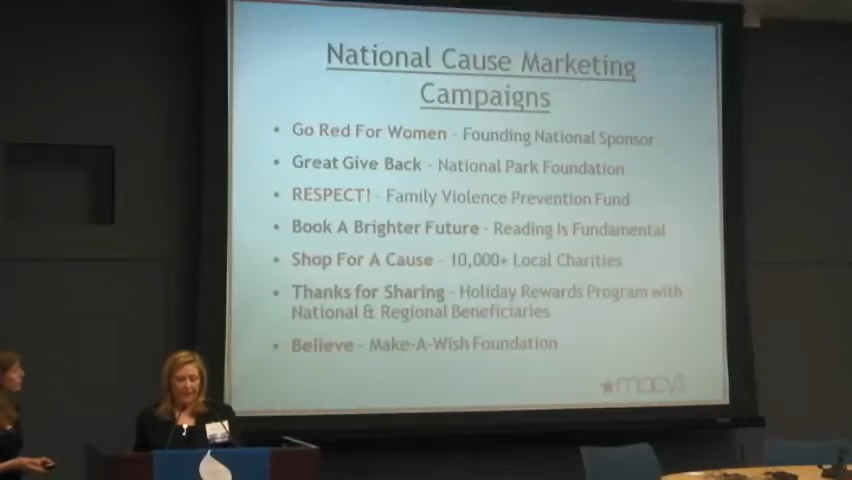 National Cause Marketing
Campaigns
• Go Red For Women - Founding National Sponsor
• Great Give Back - National Park Foundation
• RESPECT! - Family Violence Prevention Fund
• Book A Brighter Future - Reading Is Fundamental
• Shop For A Cause - 10,000+ Local Charities
• Thanks for Sharing - Holiday Rewards Program with
National & Regional Beneficiaries
• Believe - Make-A-Wish Foundation
★macy's